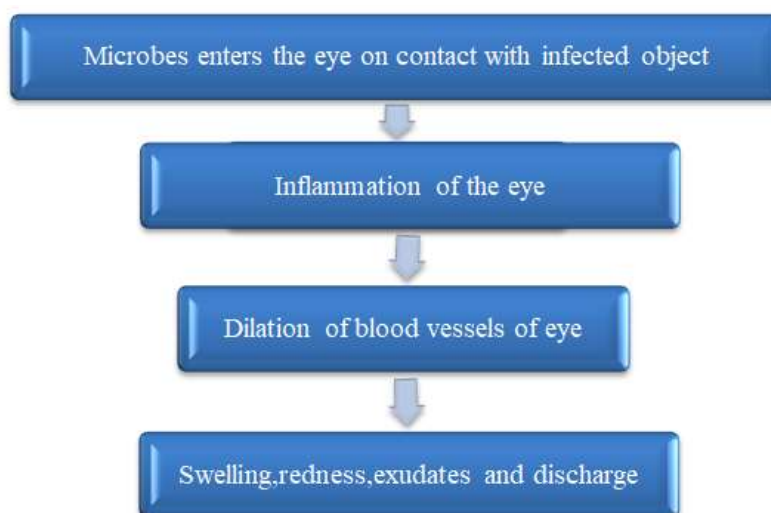 Microbes enters the eye on contact with infected object
Inflammation of the eye
Dilation of blood vessels of eye
Swelling,redness,exudates and discharge